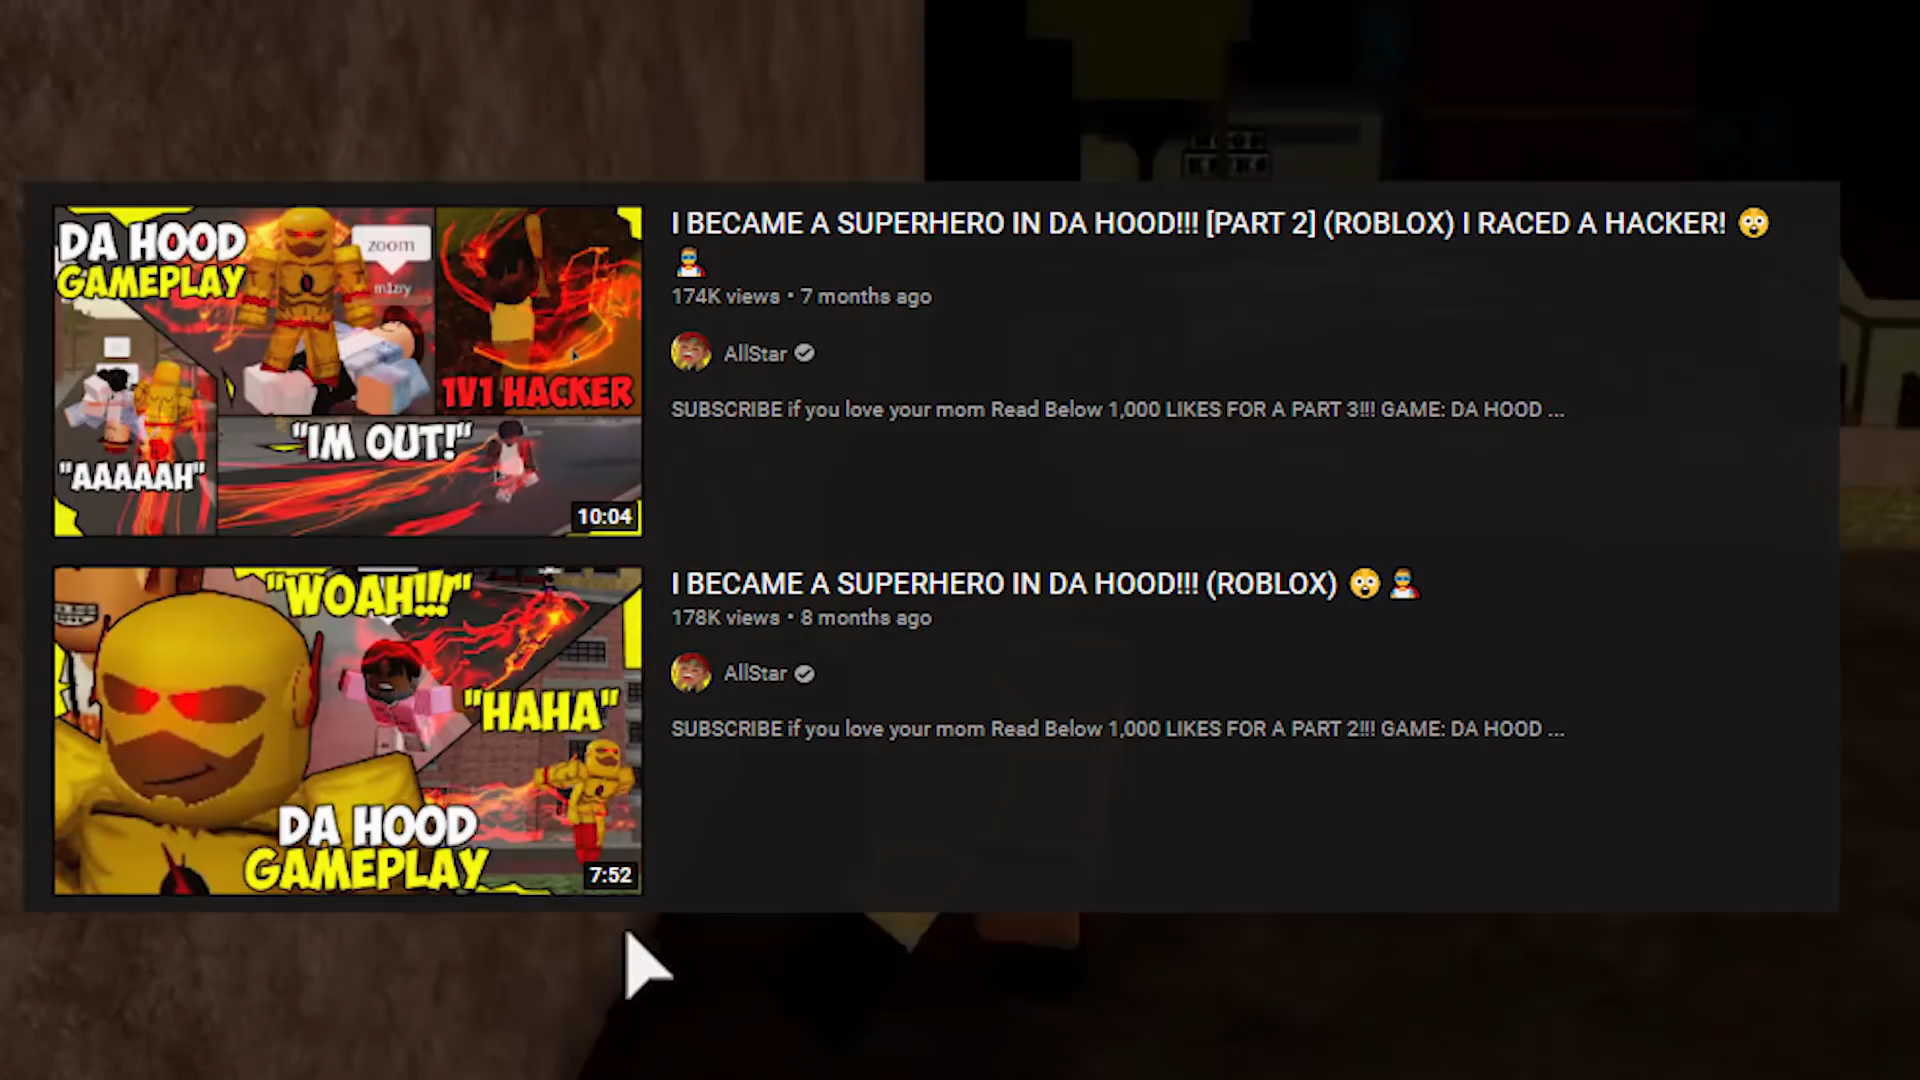 DA HOOD
GAMEPLAY
zoom
m1zry
1V1 HACKER
"IM OUT!"
"AAAAAH"
10:04
I BECAME A SUPERHERO IN DA HOOD!!! [PART 2] (ROBLOX) I RACED A HACKER! 😲
🦸
174K views • 7 months ago
AllStar
SUBSCRIBE if you love your mom Read Below 1,000 LIKES FOR A PART 3!!! GAME: DA HOOD ...
"WOAH!!!"
"HAHA"
DA HOOD
GAMEPLAY
7:52
I BECAME A SUPERHERO IN DA HOOD!!! (ROBLOX) 😲 🦸
178K views • 8 months ago
AllStar
SUBSCRIBE if you love your mom Read Below 1,000 LIKES FOR A PART 2!!! GAME: DA HOOD ...